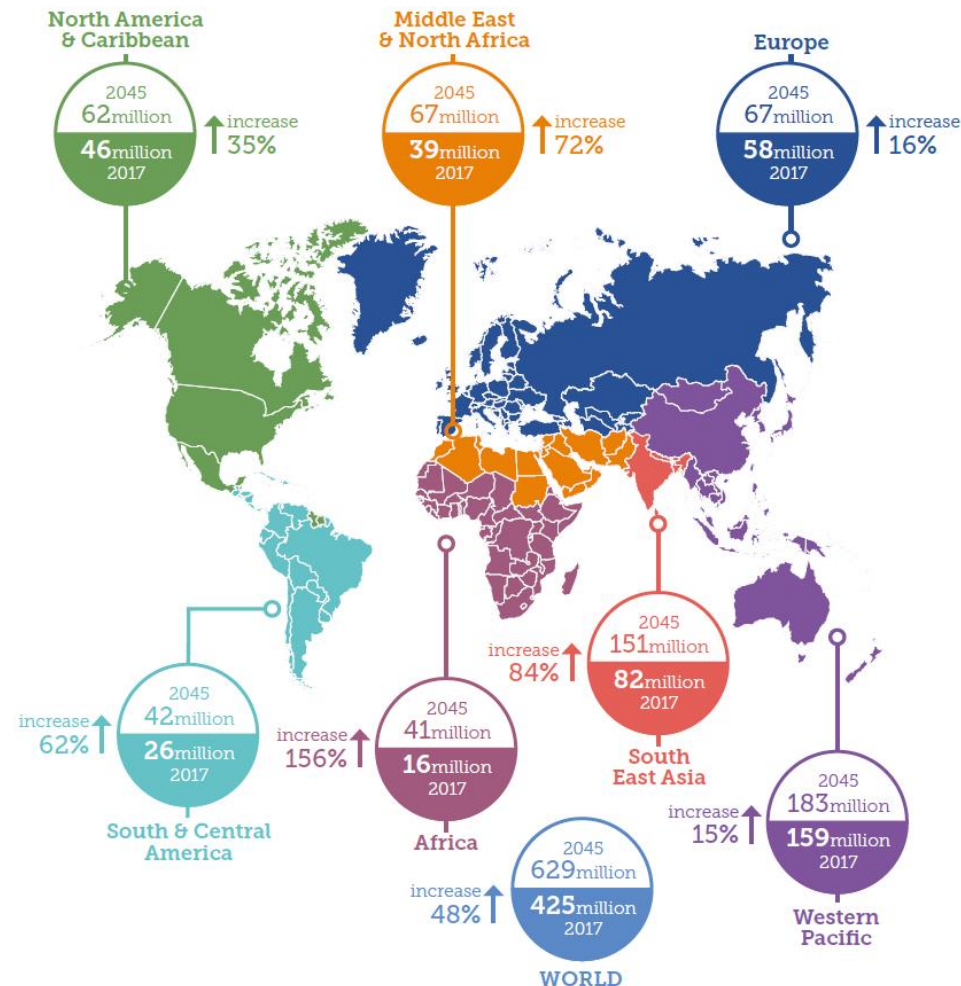 North America
& Caribbean
2045
62million
46million
2017
increase
35%
Middle East
& North Africa
2045
67million
39million
2017
increase
72%
Europe
2045
67million
58million
2017
increase
16%
increase
62%
2045
42million
26million
2017
South & Central
America
increase
156%
2045
41million
16million
2017
Africa
increase
84%
2045
151million
82million
2017
South
East Asia
increase
15%
2045
183million
159million
2017
Western
Pacific
increase
48%
2045
629million
425million
2017
WORLD